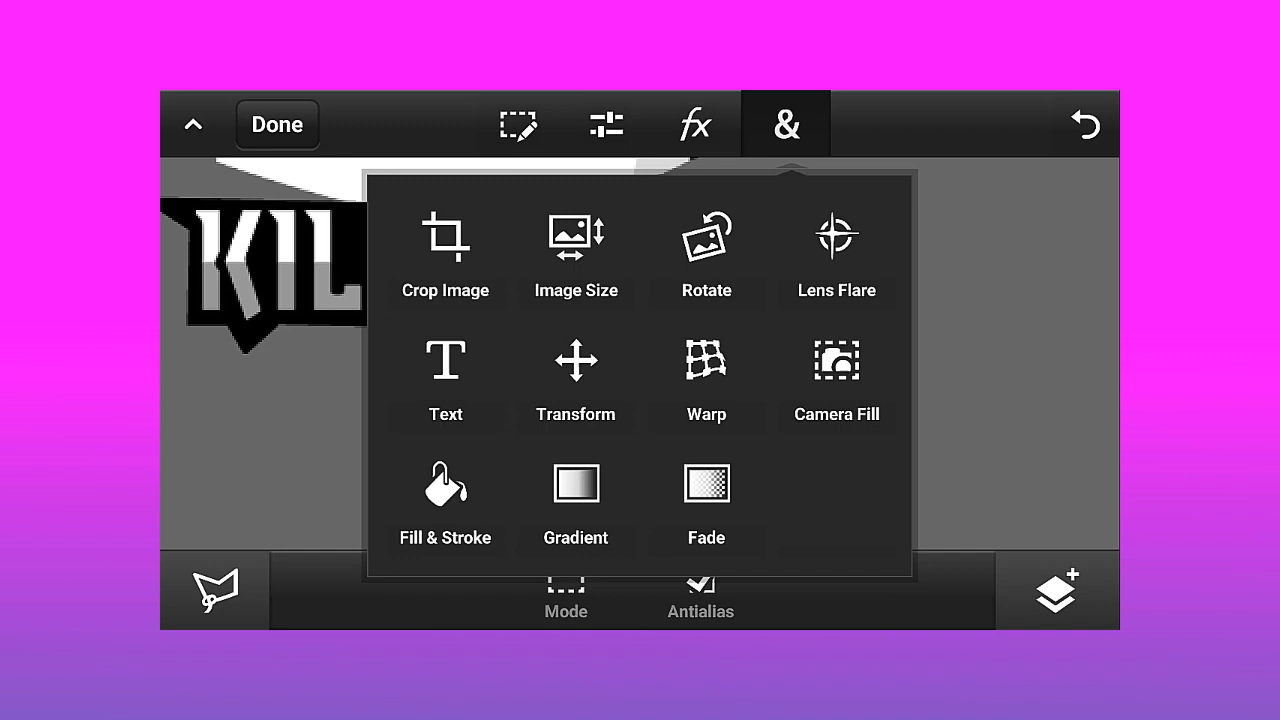 Done
fx
&
KIL
Crop Image
Image Size
Rotate
Lens Flare
T
Text
Transform
Warp
Camera Fill
Fill & Stroke
Gradient
Fade
Mode
Antialias